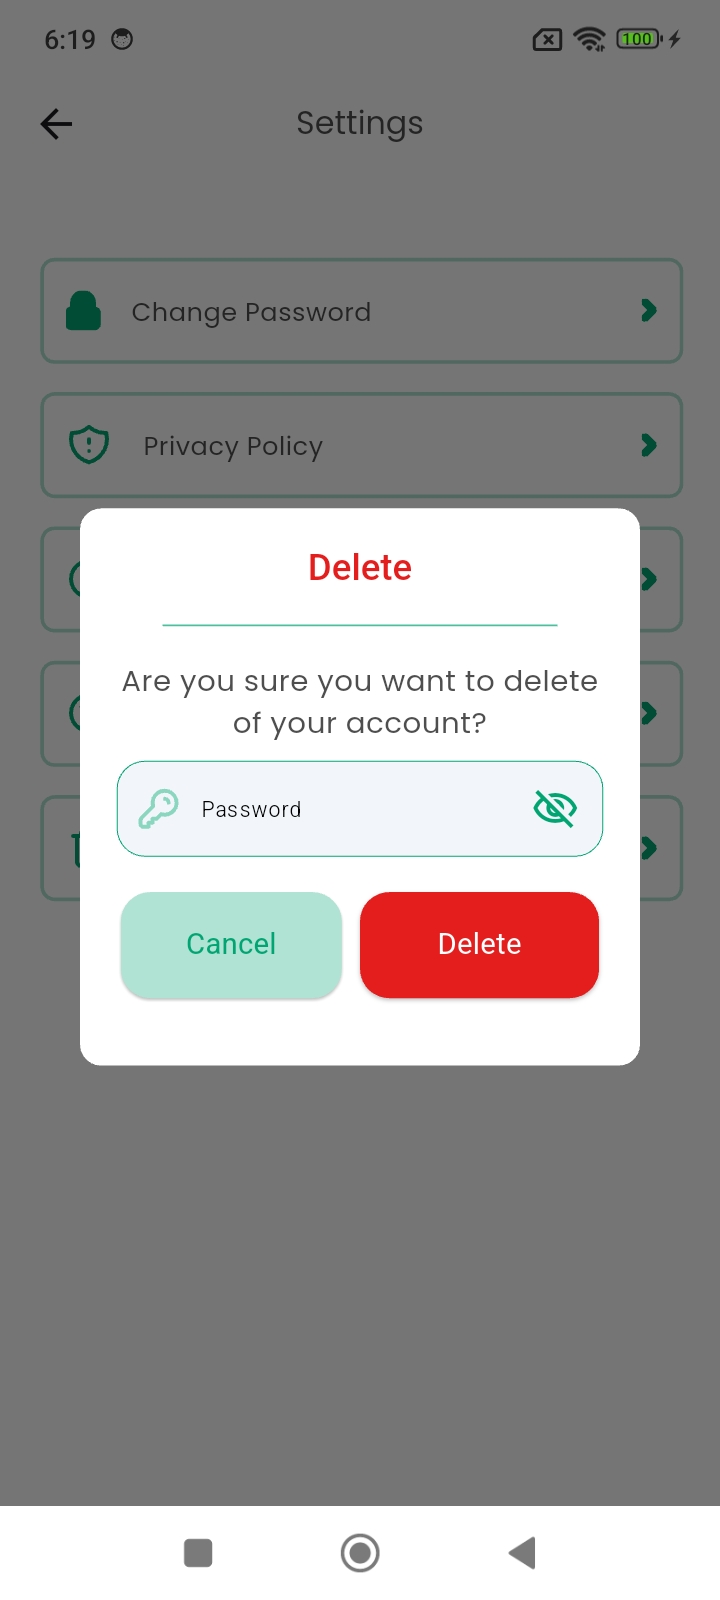 6:19
100
Settings
Change Password
Privacy Policy
Delete
Are you sure you want to delete
of your account?
Password
Cancel
Delete